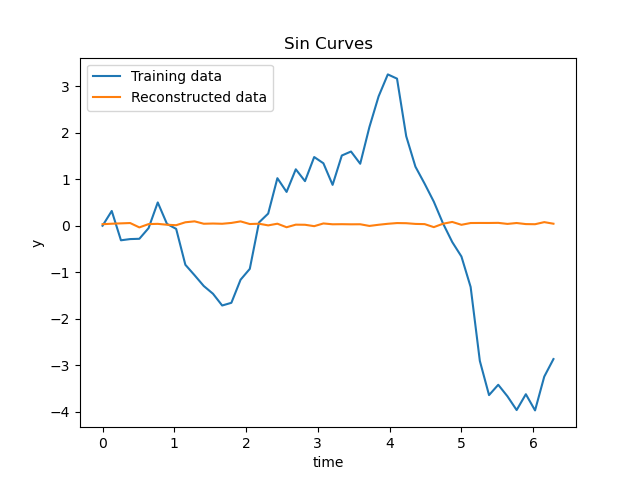 Sin Curves
Training data
Reconstructed data
3
2
1
0
−1
−2
−3
−4
y
0 1 2 3 4 5 6
time